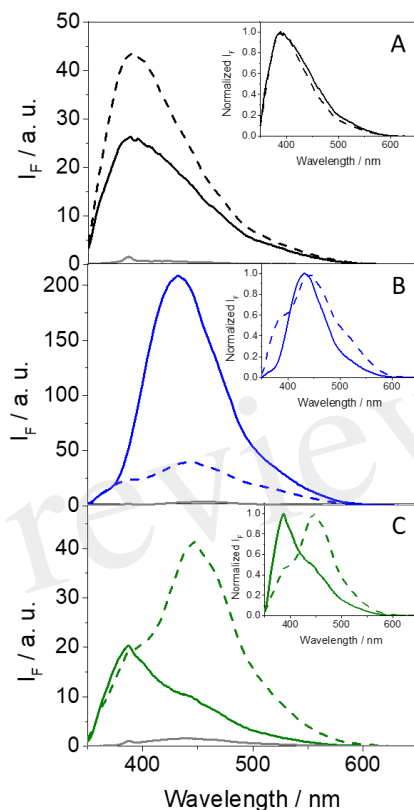 A
50
40
30
20
10
0
I_F / a. u.
Normalized I_F
1.0
0.8
0.6
0.4
0.2
0.0
400 500 600
Wavelength / nm
B
200
150
100
50
0
I_F / a. u.
Normalized I_F
1.0
0.8
0.6
0.4
0.2
0.0
400 500 600
Wavelength / nm
review
C
40
30
20
10
0
I_F / a. u.
Normalized I_F
1.0
0.8
0.6
0.4
0.2
0.0
400 500 600
Wavelength / nm
400 500 600
Wavelength / nm